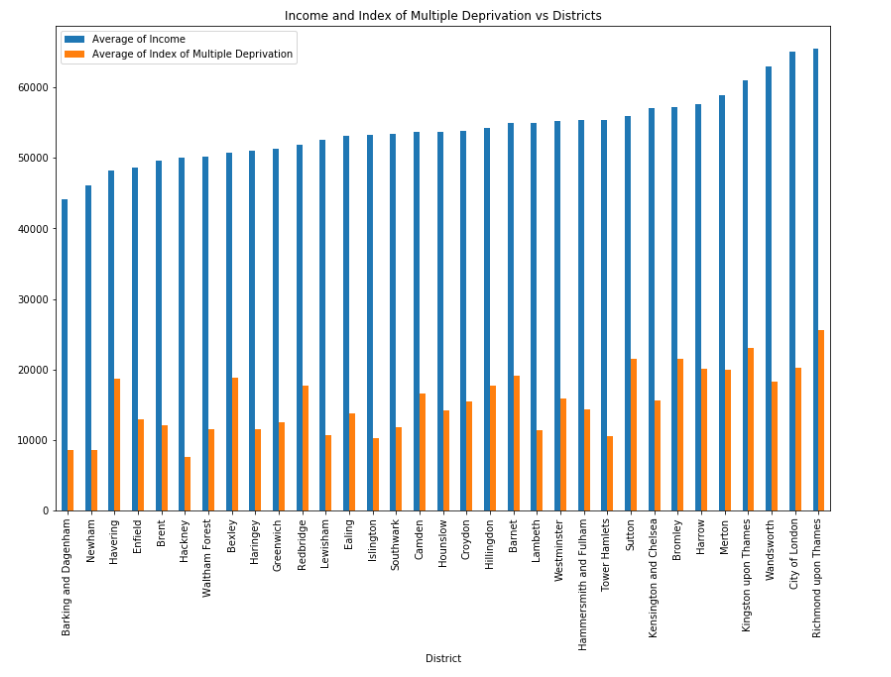 Income and Index of Multiple Deprivation vs Districts
Average of Income
Average of Index of Multiple Deprivation
60000
50000
40000
30000
20000
10000
0
Barking and Dagenham
Newham
Havering
Enfield
Brent
Hackney
Waltham Forest
Bexley
Haringey
Greenwich
Redbridge
Lewisham
Ealing
Islington
Southwark
Camden
Hounslow
Croydon
Hillingdon
Barnet
Lambeth
Westminster
Hammersmith and Fulham
Tower Hamlets
Sutton
Kensington and Chelsea
Bromley
Harrow
Merton
Kingston upon Thames
Wandsworth
City of London
Richmond upon Thames
District